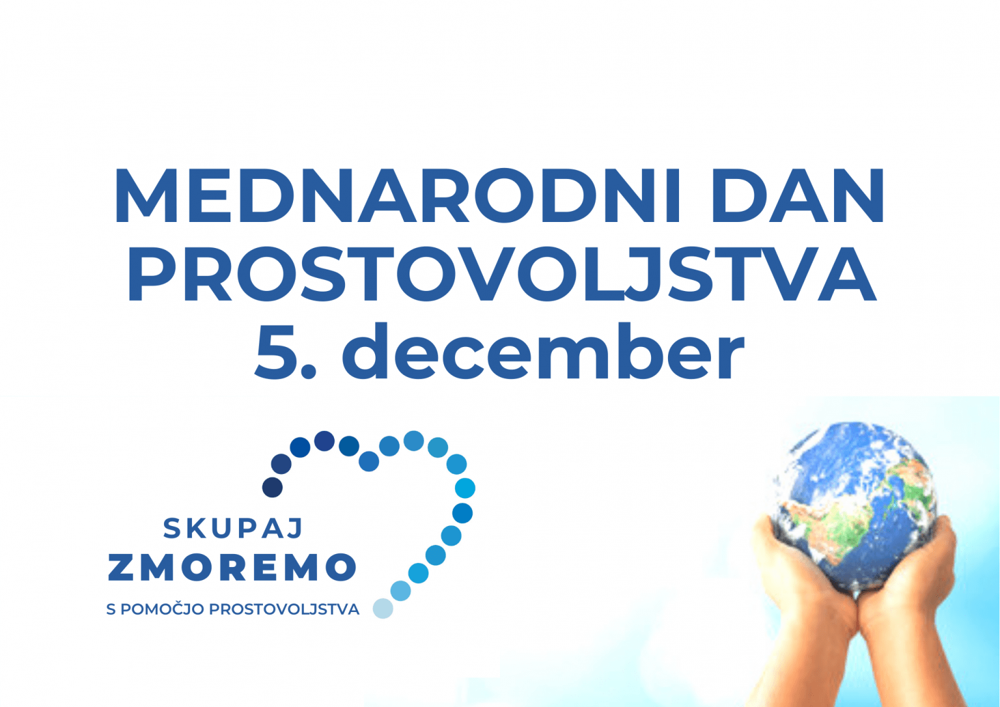 MEDNARODNI DAN
PROSTOVOLJSTVA
5. december
SKUPAJ
ZMOREMO
S POMOČJO PROSTOVOLJSTVA